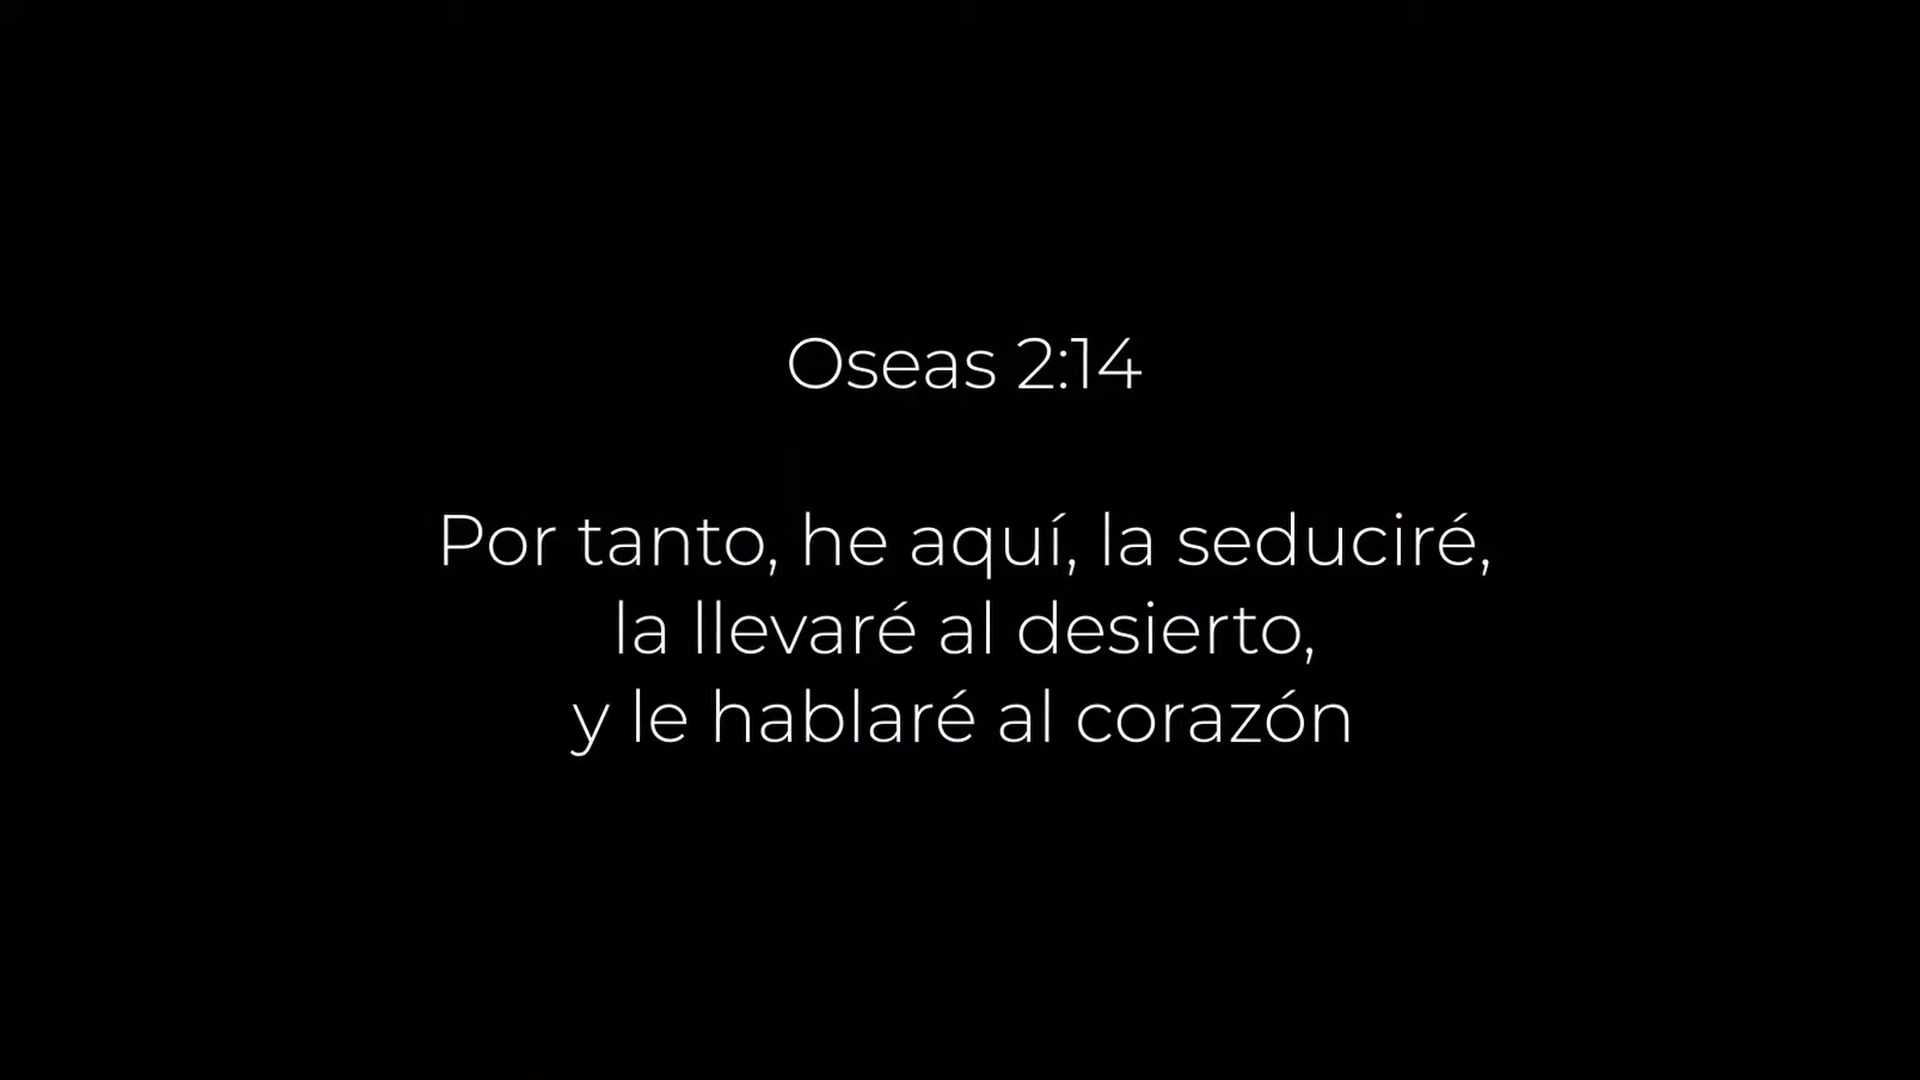 Oseas 2:14
Por tanto, he aquí, la seduciré,
la llevaré al desierto,
y le hablaré al corazón